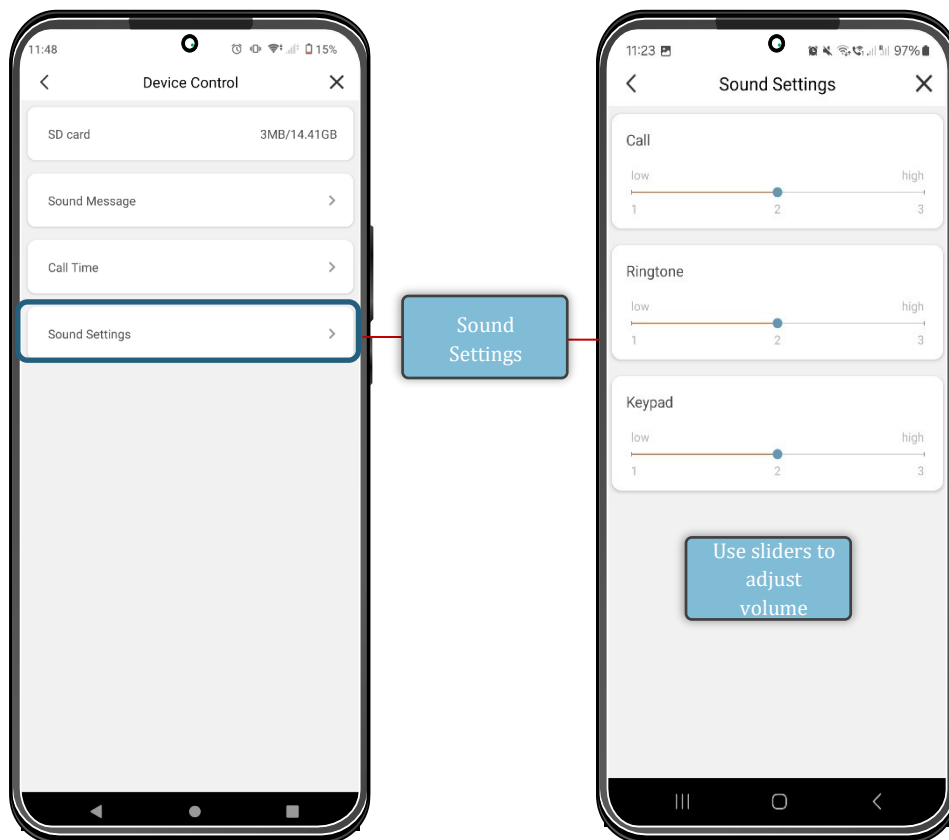 11:48
15%
Device Control
SD card 3MB/14.41GB
Sound Message
Call Time
Sound Settings
Sound
Settings
11:23
97%
Sound Settings
Call
low high
1 2 3
Ringtone
low high
1 2 3
Keypad
low high
1 2 3
Use sliders to
adjust
volume